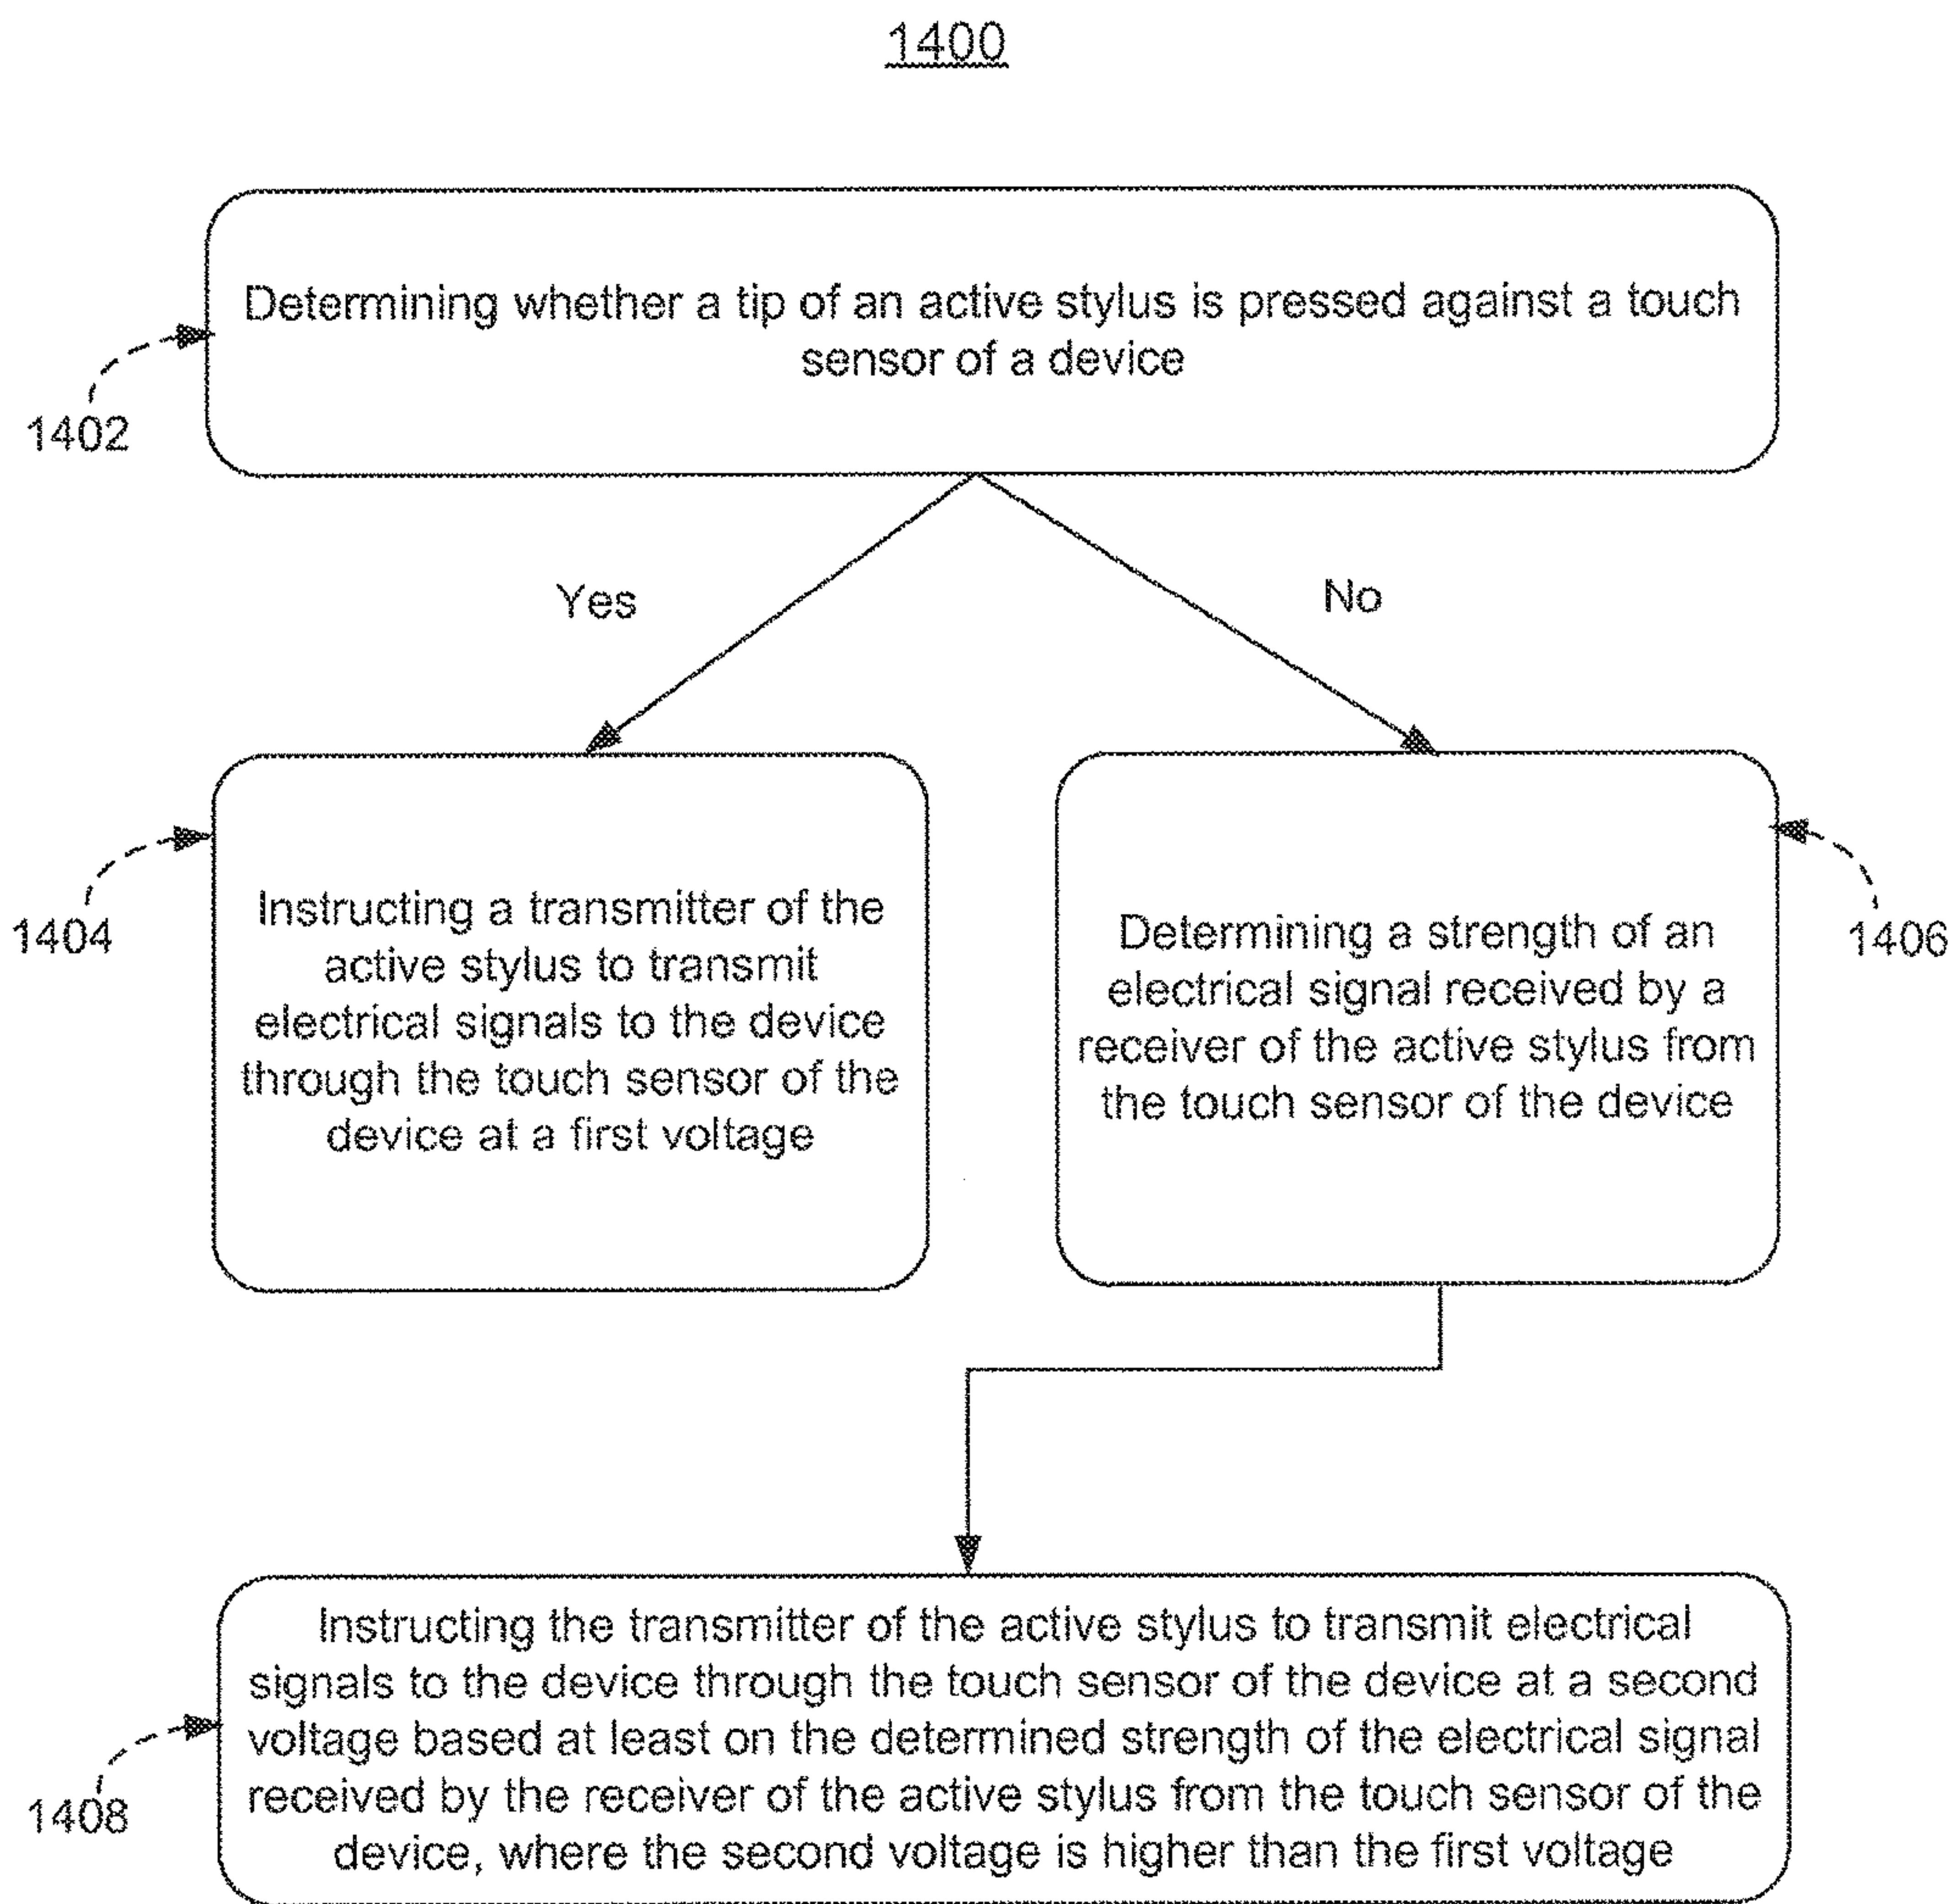 1400
Determining whether a tip of an active stylus is pressed against a touch
sensor of a device
1402
Yes
No
Instructing a transmitter of the
active stylus to transmit
electrical signals to the device
through the touch sensor of the
device at a first voltage
1404
Determining a strength of an
electrical signal received by a
receiver of the active stylus from
the touch sensor of the device
1406
Instructing the transmitter of the active stylus to transmit electrical
signals to the device through the touch sensor of the device at a second
voltage based at least on the determined strength of the electrical signal
received by the receiver of the active stylus from the touch sensor of the
device, where the second voltage is higher than the first voltage
1408